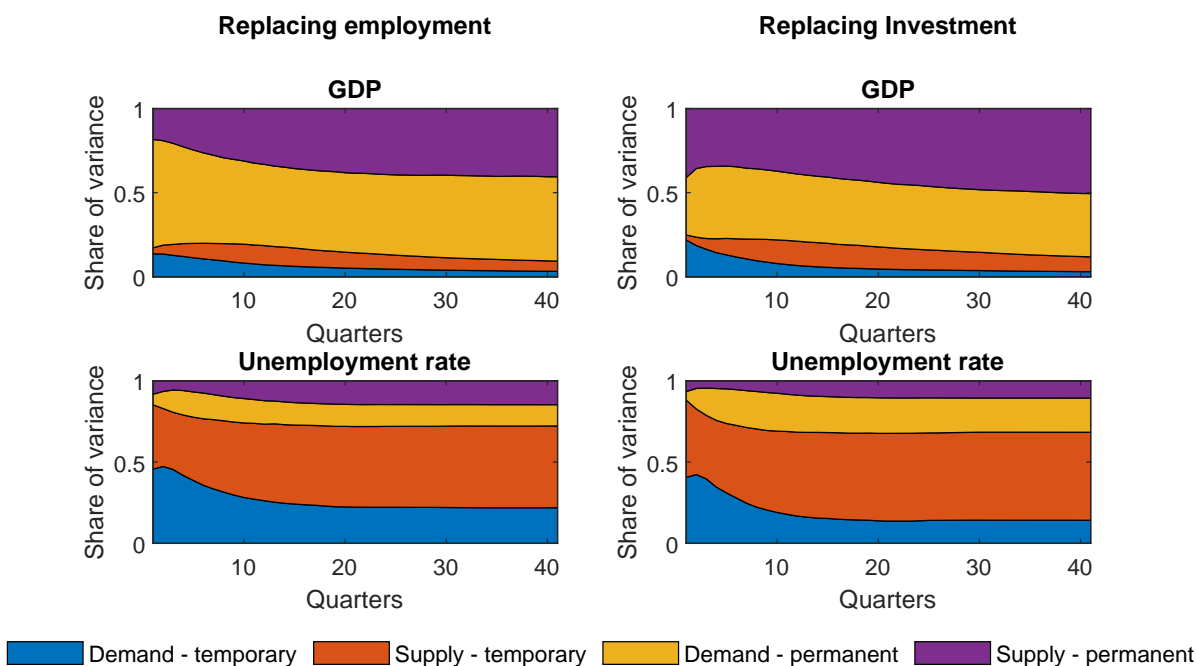 Replacing employment
Replacing Investment
GDP
GDP
Share of variance
1
0.5
0
10
20
30
40
Quarters
Share of variance
1
0.5
0
10
20
30
40
Quarters
Unemployment rate
Unemployment rate
Share of variance
1
0.5
0
10
20
30
40
Quarters
Share of variance
1
0.5
0
10
20
30
40
Quarters
Demand - temporary
Supply - temporary
Demand - permanent
Supply - permanent